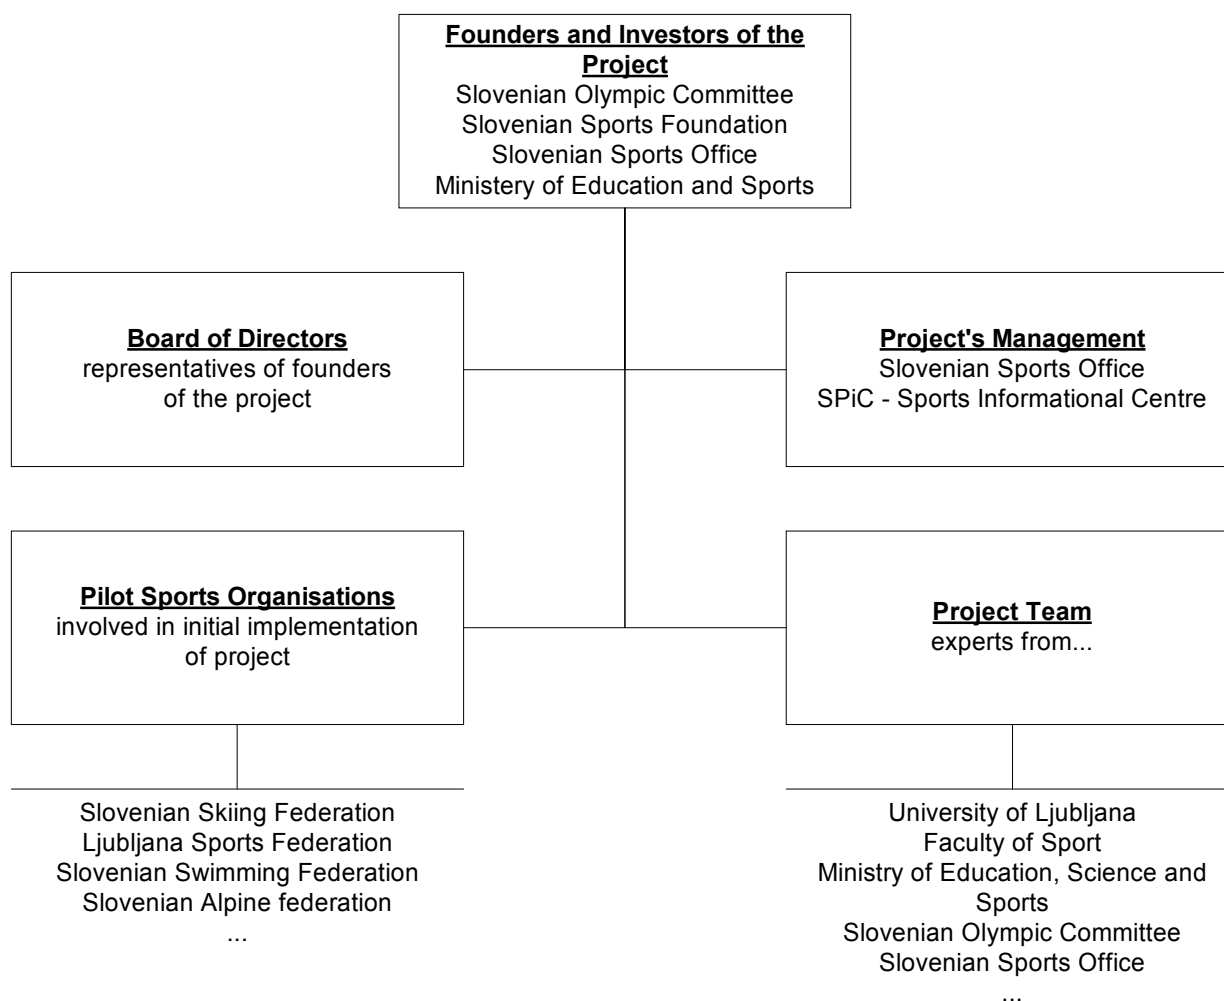 Founders and Investors of the
Project
Slovenian Olympic Committee
Slovenian Sports Foundation
Slovenian Sports Office
Ministery of Education and Sports
Board of Directors
representatives of founders
of the project
Project's Management
Slovenian Sports Office
SPiC - Sports Informational Centre
Pilot Sports Organisations
involved in initial implementation
of project
Project Team
experts from...
Slovenian Skiing Federation
Ljubljana Sports Federation
Slovenian Swimming Federation
Slovenian Alpine federation
...
University of Ljubljana
Faculty of Sport
Ministry of Education, Science and
Sports
Slovenian Olympic Committee
Slovenian Sports Office
...